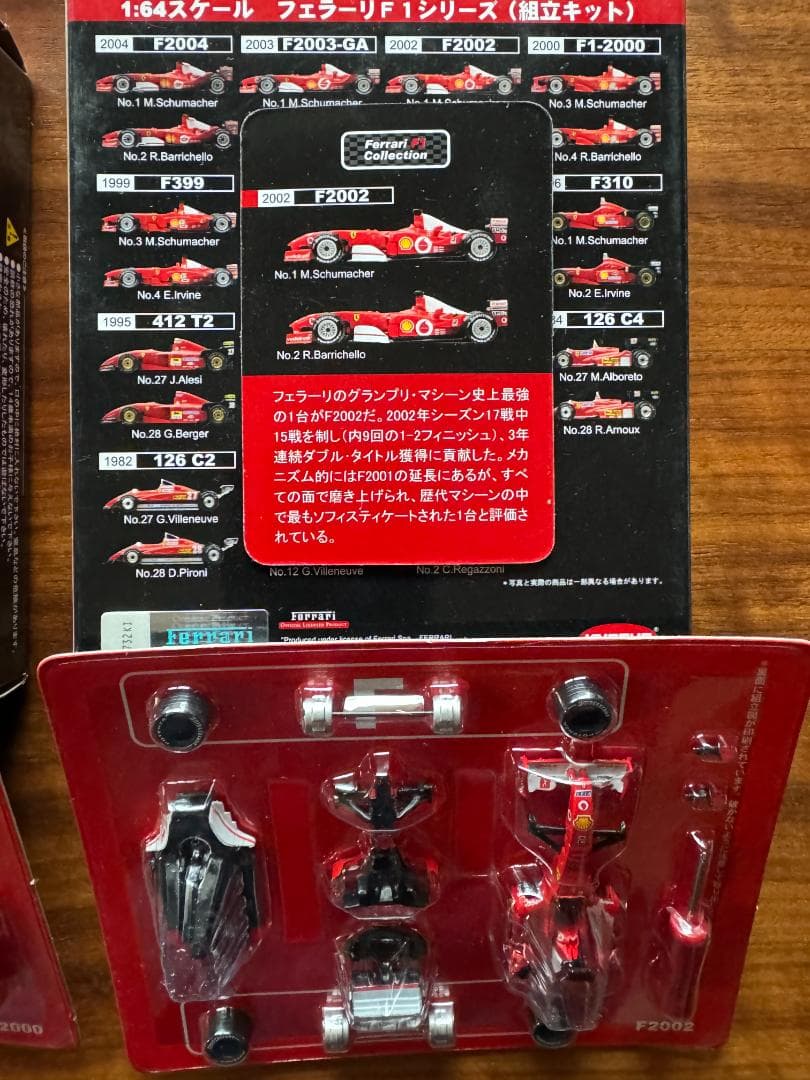 1:64スケール フェラーリF1シリーズ（組立キット）
2004 F2004
2003 F2003-GA
2002 F2002
2000 F1-2000
No.1 M.Schumacher
No.1 M.Schumacher
No.1 M.Schumacher
No.3 M.Schumacher
No.2 R.Barrichello
No.4 R.Barrichello
1999 F399
F310
No.3 M.Schumacher
No.1 M.Schumacher
No.4 E.Irvine
No.2 E.Irvine
1995 412 T2
126 C4
No.27 J.Alesi
No.27 M.Alboreto
No.28 G.Berger
No.28 R.Arnoux
1982 126 C2
No.27 G.Villeneuve
No.28 D.Pironi
No.12 G.Villeneuve
No.2 C.Regazzoni
Ferrari F1
Collection
2002 F2002
No.1 M.Schumacher
No.2 R.Barrichello
フェラーリのグランプリ・マシーン史上最強
の1台がF2002だ。2002年シーズン17戦中
15戦を制し（内9回の1-2フィニッシュ）、3年
連続ダブル・タイトル獲得に貢献した。メカ
ニズム的にはF2001の延長にあるが、すべ
ての面で磨き上げられ、歴代マシーンの中
で最もソフィスティケートされた1台と評価さ
れている。
*写真と実際の商品は一部異なる場合があります。
Ferrari
Ferrari
OFFICIAL LICENSED PRODUCT
"Produced under license of Ferrari Spa. FERRARI
F2002
2000